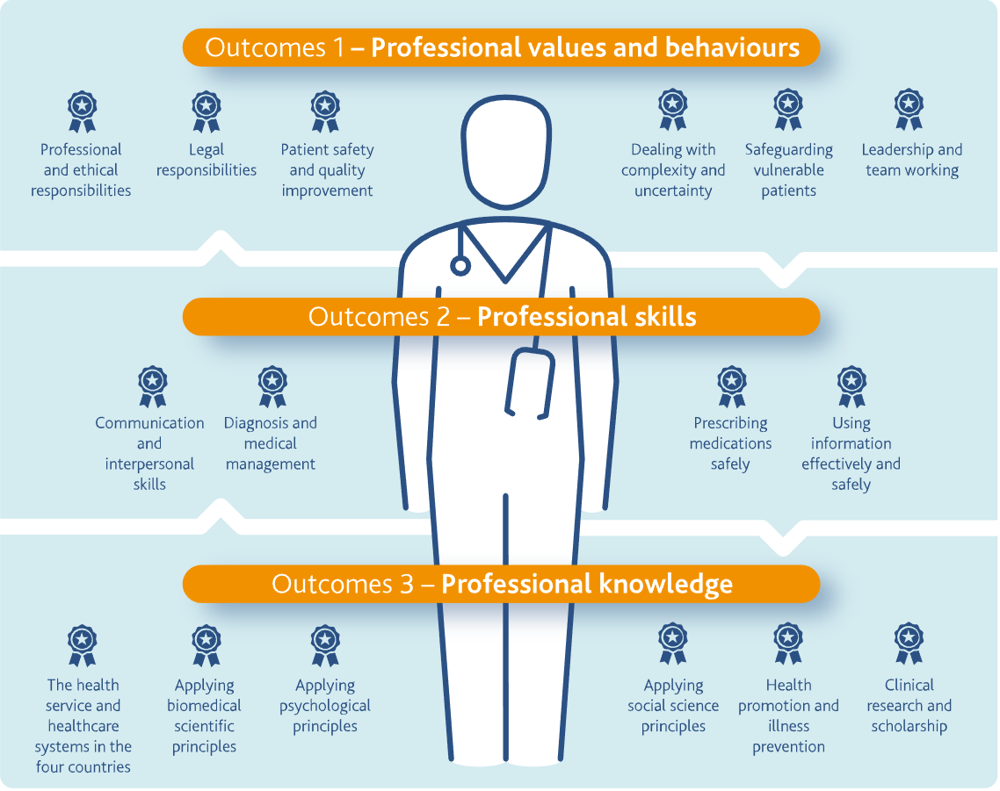 Outcomes 1 – Professional values and behaviours
Professional
and ethical
responsibilities
Legal
responsibilities
Patient safety
and quality
improvement
Dealing with
complexity and
uncertainty
Safeguarding
vulnerable
patients
Leadership and
team working
Outcomes 2 – Professional skills
Communication
and
interpersonal
skills
Diagnosis and
medical
management
Prescribing
medications
safely
Using
information
effectively and
safely
Outcomes 3 – Professional knowledge
The health
service and
healthcare
systems in the
four countries
Applying
biomedical
scientific
principles
Applying
psychological
principles
Applying
social science
principles
Health
promotion and
illness
prevention
Clinical
research and
scholarship